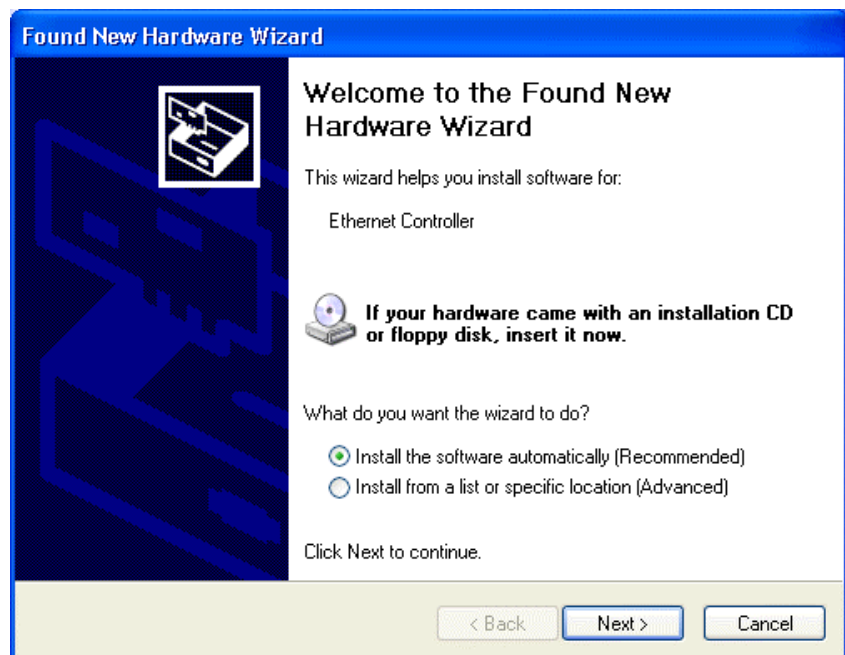 Found New Hardware Wizard
Welcome to the Found New
Hardware Wizard
This wizard helps you install software for:
Ethernet Controller
If your hardware came with an installation CD
or floppy disk, insert it now.
What do you want the wizard to do?
Install the software automatically (Recommended)
Install from a list or specific location (Advanced)
Click Next to continue.
< Back Next > Cancel